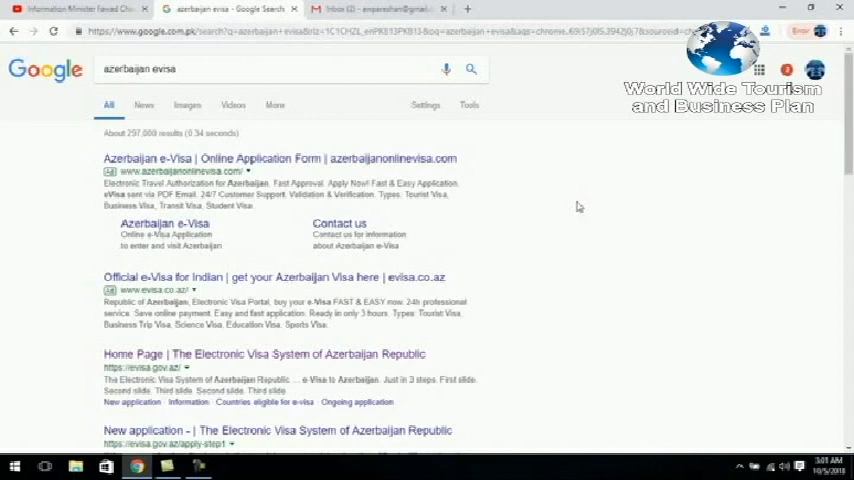 Information Minister Fawad Ch
azerbaijan evisa - Google Search
Inbox (2)
World Wide Tourism
and Business Plan
Google
azerbaijan evisa
All News Images Videos More Settings Tools
About 297,000 results (0.34 seconds)
Azerbaijan e-Visa | Online Application Form | azerbaijanonlinevisa.com
Ad www.azerbaijanonlinevisa.com/
Electronic Travel Authorization for Azerbaijan, Fast Approval. Apply Now! Fast & Easy Application.
eVisa sent via PDF Email. 24/7 Customer Support. Validation & Verification. Types: Tourist Visa,
Business Visa, Transit Visa, Student Visa.
Azerbaijan e-Visa Contact us
Online e-Visa Application Contact us for information
to enter and visit Azerbaijan about Azerbaijan e-Visa
Official e-Visa for Indian | get your Azerbaijan Visa here | evisa.co.az
Ad www.evisa.co.az/
Republic of Azerbaijan, Electronic Visa Portal, buy your e-Visa FAST & EASY now. 24h professional
service. Save online payment. Easy and fast application. Ready in only 3 hours. Types: Tourist Visa,
Business Trip Visa, Science Visa, Education Visa, Sports Visa.
Home Page | The Electronic Visa System of Azerbaijan Republic
https://evisa.gov.az/
The Electronic Visa System of Azerbaijan Republic ... e-Visa to Azerbaijan. Just in 3 steps. First slide.
Second slide. Third slide. Second slide. Third slide.
New application · Information · Countries eligible for e-visa · Ongoing application
New application - | The Electronic Visa System of Azerbaijan Republic
https://evisa.gov.az/apply-step1
3:01 AM
10/5/2018